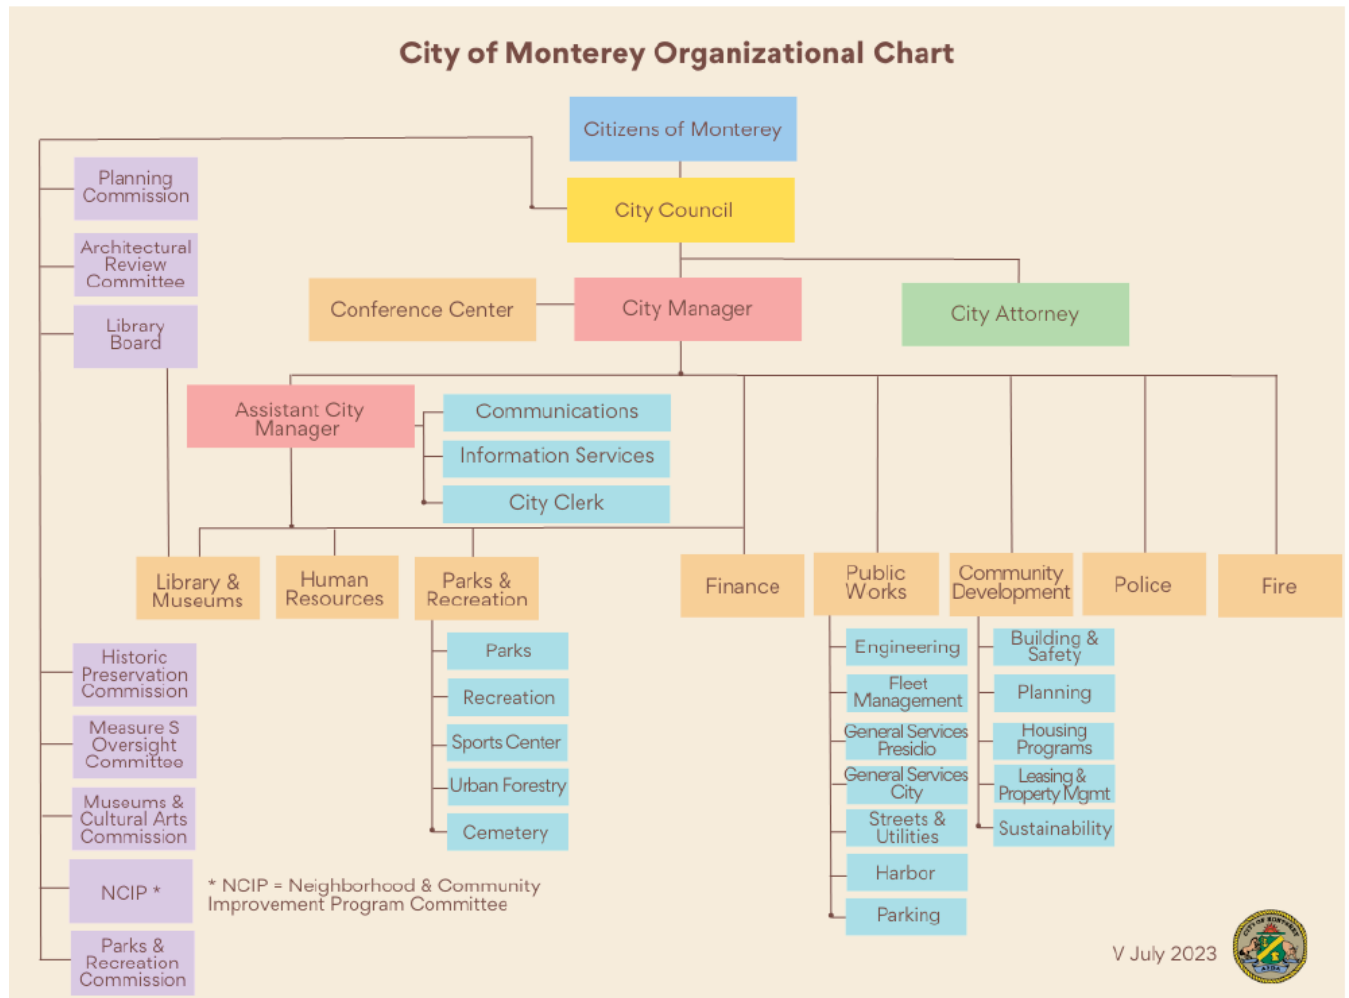 City of Monterey Organizational Chart
Citizens of Monterey
City Council
Planning
Commission
Architectural
Review
Committee
Library
Board
Conference Center
City Manager
City Attorney
Assistant City
Manager
Communications
Information Services
City Clerk
Library &
Museums
Human
Resources
Parks &
Recreation
Finance
Public
Works
Community
Development
Police
Fire
Historic
Preservation
Commission
Measure S
Oversight
Committee
Museums &
Cultural Arts
Commission
NCIP *
* NCIP = Neighborhood & Community
Improvement Program Committee
Parks &
Recreation
Commission
Parks
Recreation
Sports Center
Urban Forestry
Cemetery
Engineering
Fleet
Management
General Services
Presidio
General Services
City
Streets &
Utilities
Harbor
Parking
Building &
Safety
Planning
Housing
Programs
Leasing &
Property Mgmt
Sustainability
V July 2023
CITY OF MONTEREY